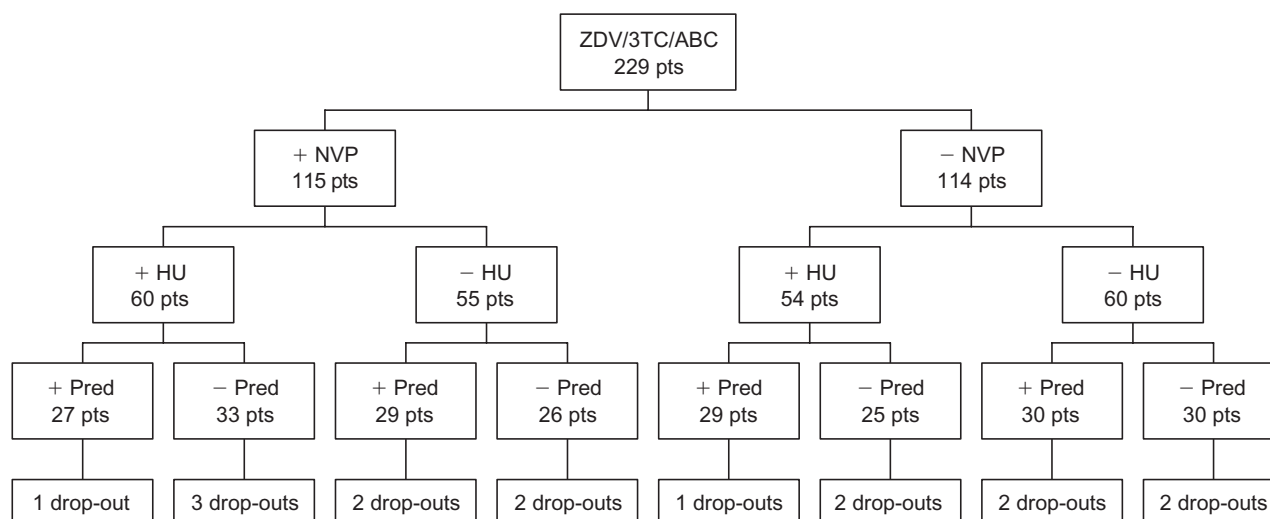 ZDV/3TC/ABC
229 pts
+ NVP
115 pts
− NVP
114 pts
+ HU
60 pts
− HU
55 pts
+ HU
54 pts
− HU
60 pts
+ Pred
27 pts
− Pred
33 pts
+ Pred
29 pts
− Pred
26 pts
+ Pred
29 pts
− Pred
25 pts
+ Pred
30 pts
− Pred
30 pts
1 drop-out
3 drop-outs
2 drop-outs
2 drop-outs
1 drop-outs
2 drop-outs
2 drop-outs
2 drop-outs